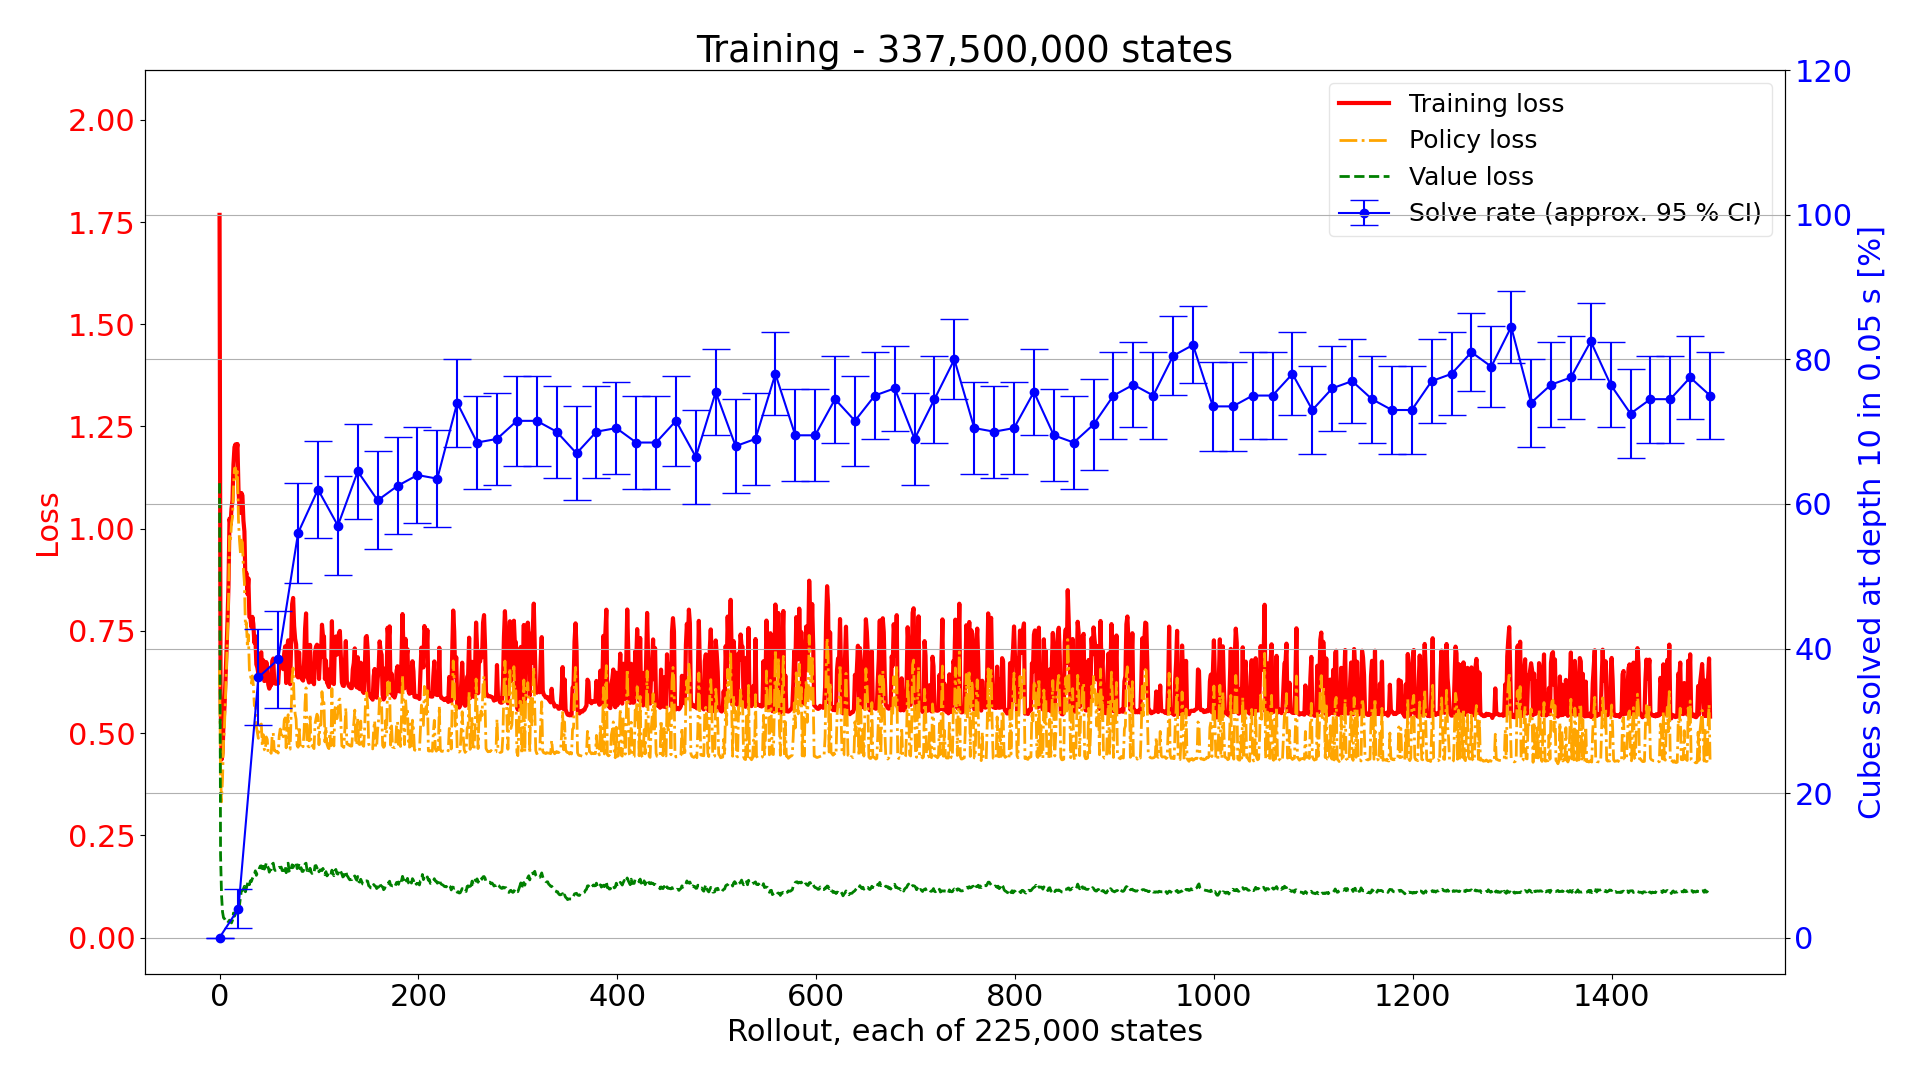 Training - 337,500,000 states
Training loss
Policy loss
Value loss
Solve rate (approx. 95 % CI)
Loss
2.00
1.75
1.50
1.25
1.00
0.75
0.50
0.25
0.00
120
100
80
60
40
20
0
Cubes solved at depth 10 in 0.05 s [%]
0 200 400 600 800 1000 1200 1400
Rollout, each of 225,000 states